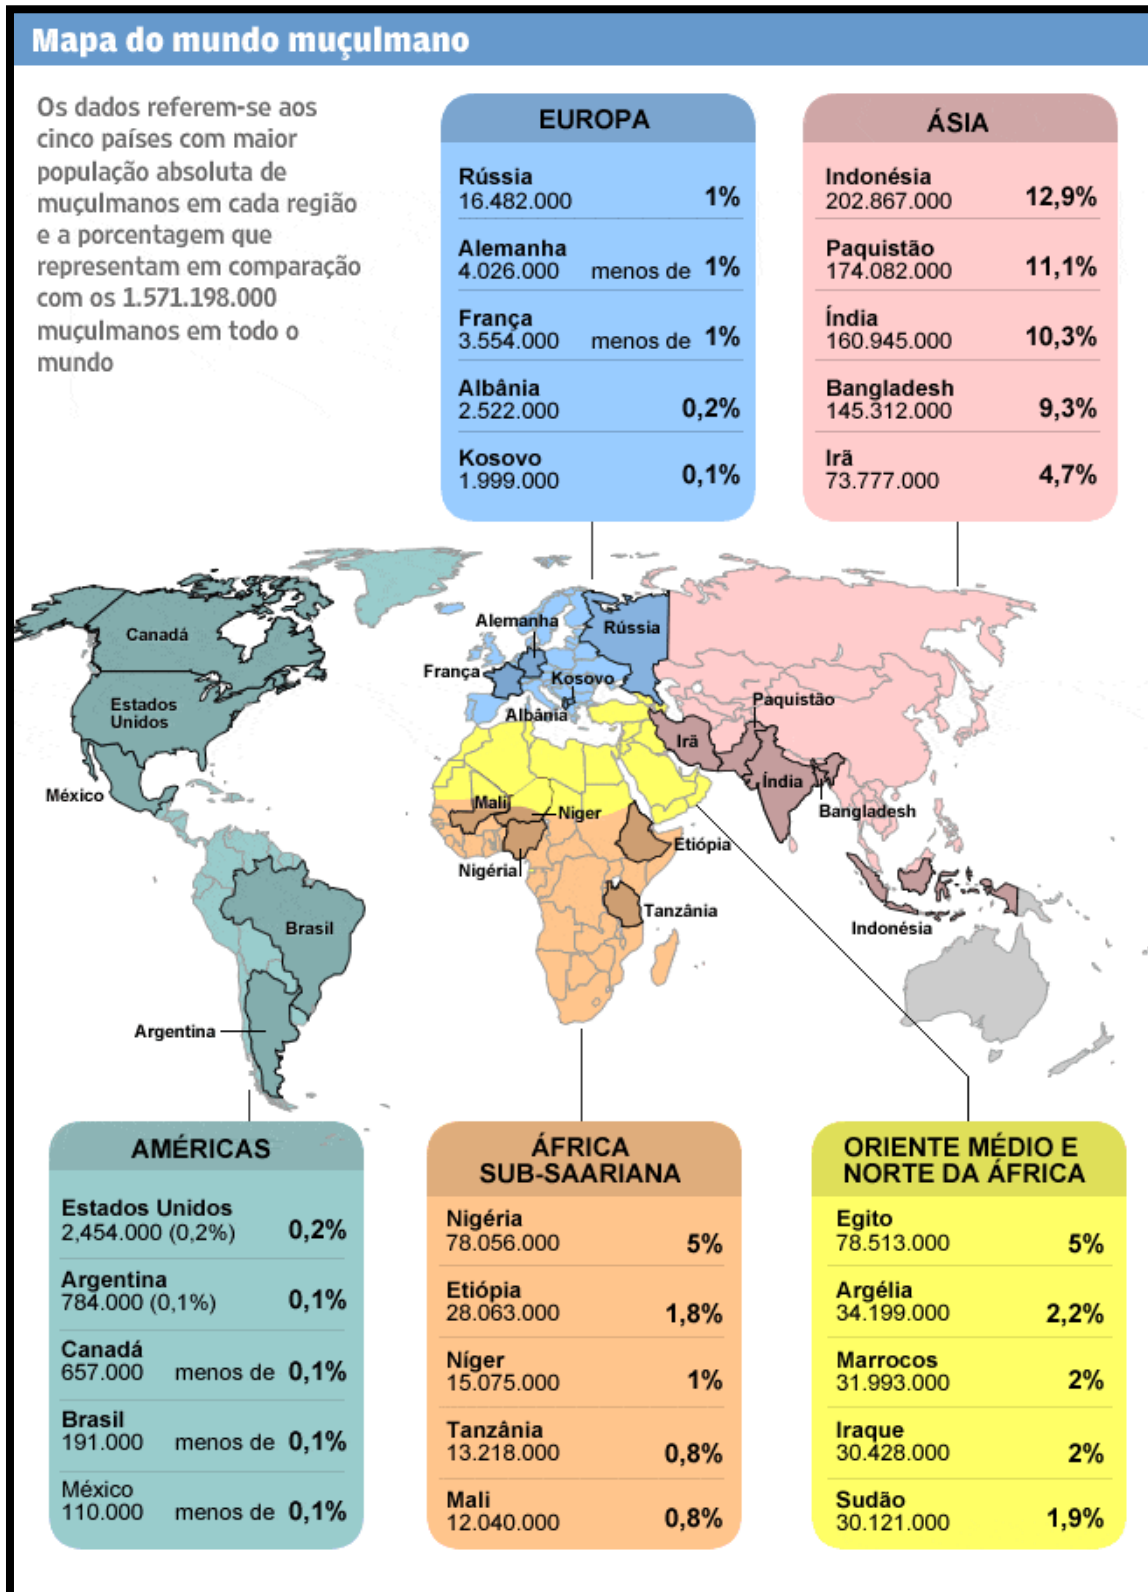 Mapa do mundo muçulmano
Os dados referem-se aos
cinco países com maior
população absoluta de
muçulmanos em cada região
e a porcentagem que
representam em comparação
com os 1.571.198.000
muçulmanos em todo o
mundo
EUROPA
Rússia
16.482.000 1%
Alemanha
4.026.000 menos de 1%
França
3.554.000 menos de 1%
Albânia
2.522.000 0,2%
Kosovo
1.999.000 0,1%
ÁSIA
Indonésia
202.867.000 12,9%
Paquistão
174.082.000 11,1%
Índia
160.945.000 10,3%
Bangladesh
145.312.000 9,3%
Irã
73.777.000 4,7%
Canadá
Estados
Unidos
México
Brasil
Argentina
Alemanha
Rússia
França
Kosovo
Albânia
Paquistão
Irã
Índia
Bangladesh
Mali
Niger
Nigéria
Etiópia
Tanzânia
Indonésia
AMÉRICAS
Estados Unidos
2,454.000 (0,2%) 0,2%
Argentina
784.000 (0,1%) 0,1%
Canadá
657.000 menos de 0,1%
Brasil
191.000 menos de 0,1%
México
110.000 menos de 0,1%
ÁFRICA
SUB-SAARIANA
Nigéria
78.056.000 5%
Etiópia
28.063.000 1,8%
Níger
15.075.000 1%
Tanzânia
13.218.000 0,8%
Mali
12.040.000 0,8%
ORIENTE MÉDIO E
NORTE DA ÁFRICA
Egito
78.513.000 5%
Argélia
34.199.000 2,2%
Marrocos
31.993.000 2%
Iraque
30.428.000 2%
Sudão
30.121.000 1,9%